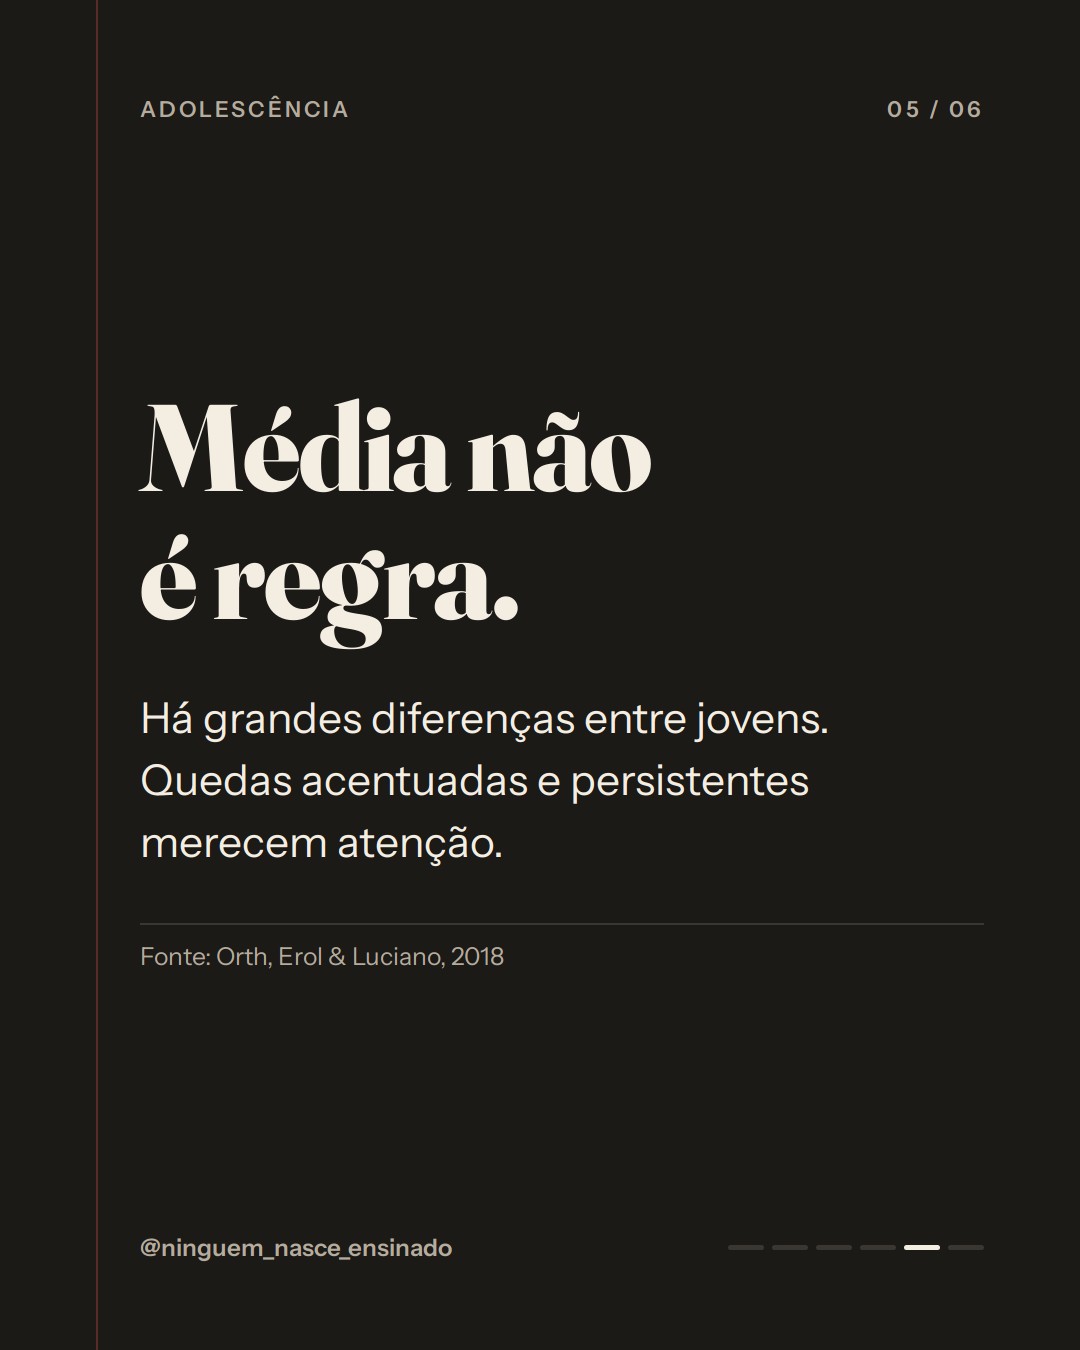 ADOLESCÊNCIA
05 / 06
Média não
é regra.
Há grandes diferenças entre jovens.
Quedas acentuadas e persistentes
merecem atenção.
Fonte: Orth, Erol & Luciano, 2018
@ninguem_nasce_ensinado